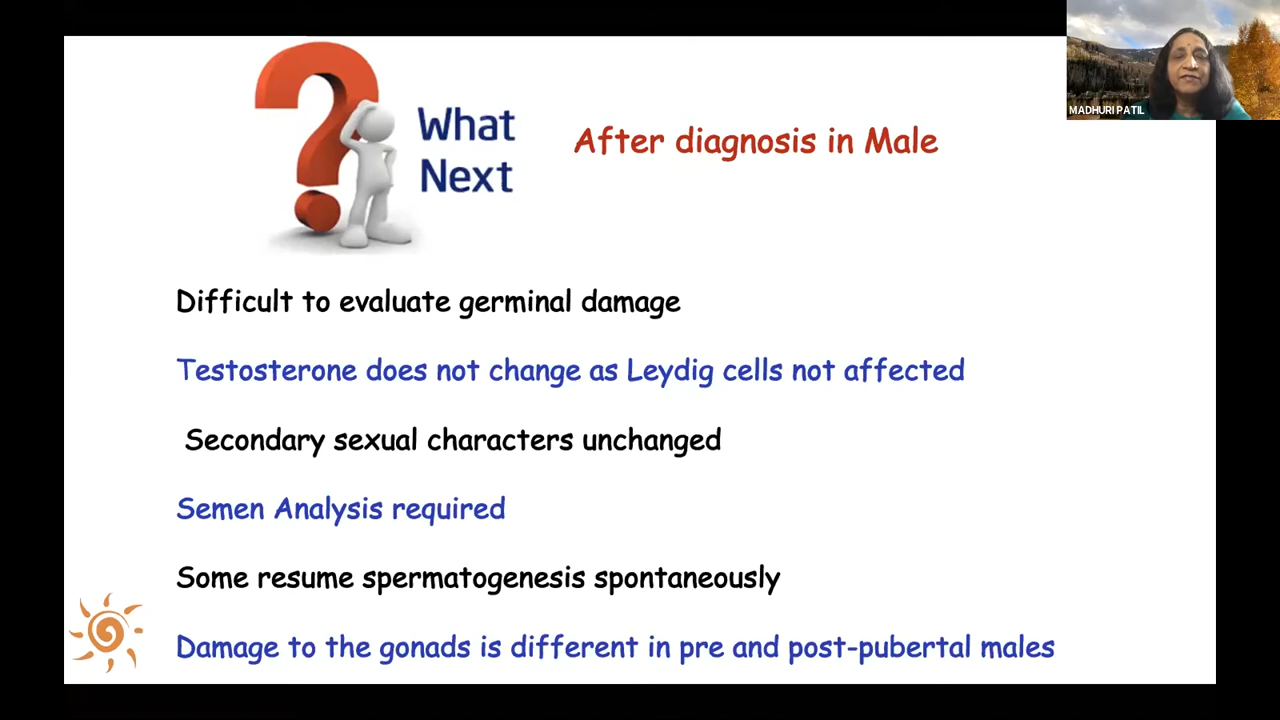 MADHURI PATIL
What
Next
After diagnosis in Male
Difficult to evaluate germinal damage
Testosterone does not change as Leydig cells not affected
Secondary sexual characters unchanged
Semen Analysis required
Some resume spermatogenesis spontaneously
Damage to the gonads is different in pre and post-pubertal males